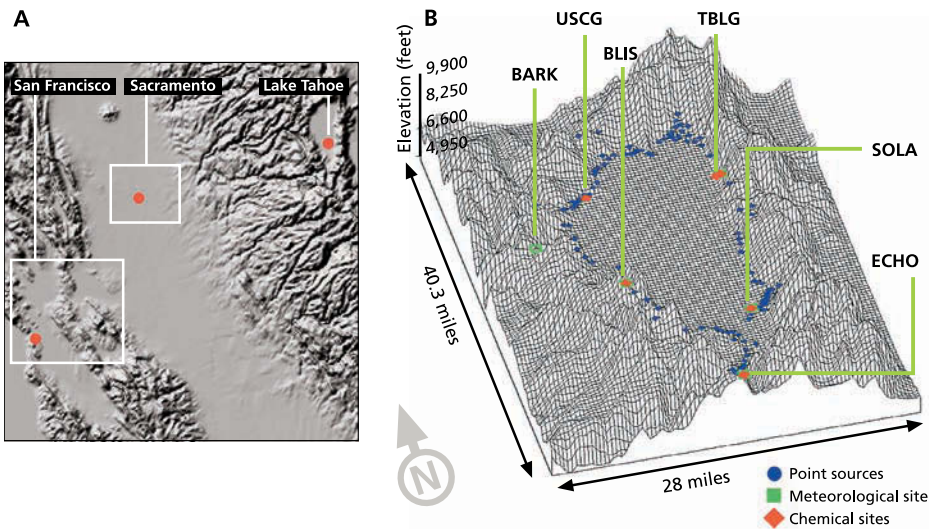 A
San Francisco
Sacramento
Lake Tahoe
B
USCG
TBLG
BLIS
BARK
SOLA
ECHO
Elevation (feet)
9,900
8,250
6,600
4,950
40.3 miles
28 miles
N
Point sources
Meteorological site
Chemical sites